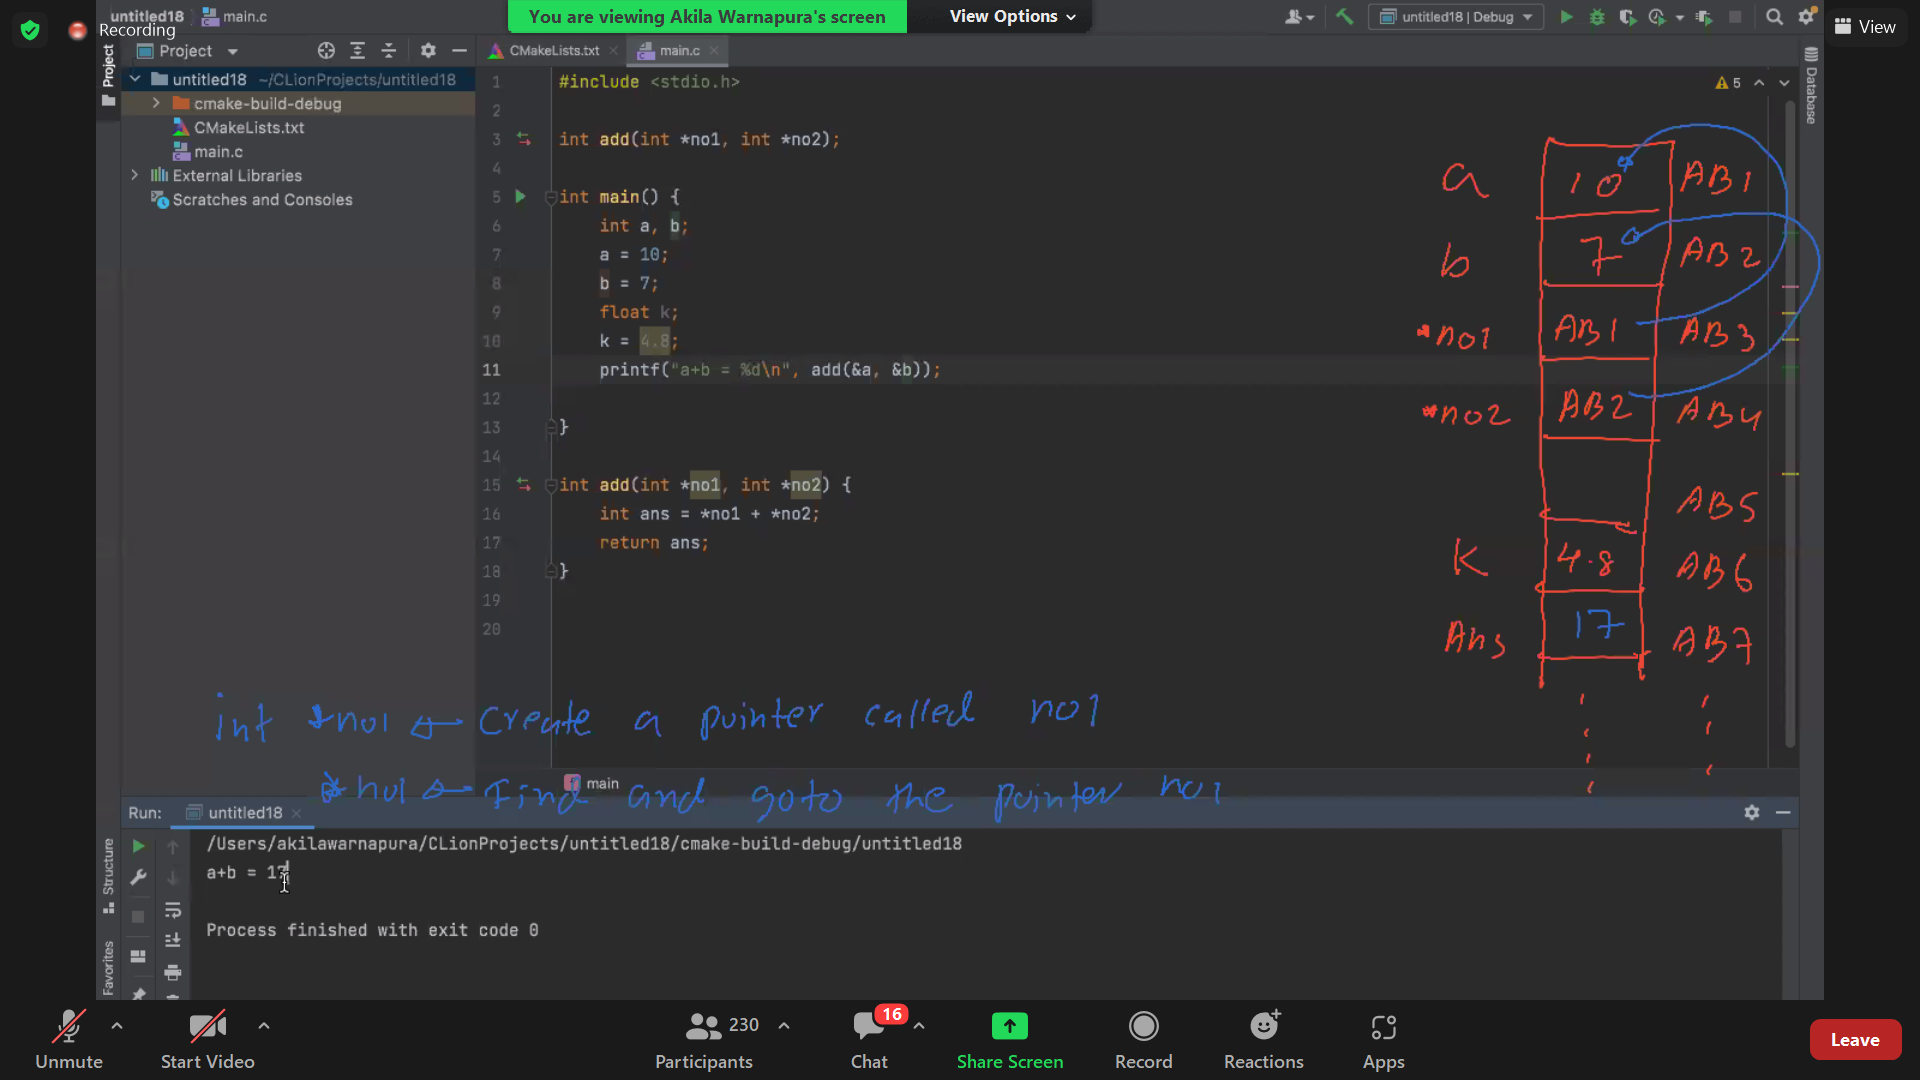 untitled18 main.c
Recording
You are viewing Akila Warnapura's screen
View Options
untitled18 | Debug
View
Project
Project
CMakeLists.txt
main.c
untitled18 ~/CLionProjects/untitled18
cmake-build-debug
CMakeLists.txt
main.c
External Libraries
Scratches and Consoles
5
Database
1 #include <stdio.h>
2
3 int add(int *no1, int *no2);
4
5 int main() {
6 int a, b;
7 a = 10;
8 b = 7;
9 float k;
10 k = 4.8;
11 printf("a+b = %d\n", add(&a, &b));
12
13 }
14
15 int add(int *no1, int *no2) {
16 int ans = *no1 + *no2;
17 return ans;
18 }
19
20
a 10 AB1
b 7 AB2
*no1 AB1 AB3
*no2 AB2 AB4
AB5
K 4.8 AB6
Ans 17 AB7
int *no1 ← Create a pointer called no1
*no1 ← Find and goto the pointer no1
main
Run: untitled18
/Users/akilawarnapura/CLionProjects/untitled18/cmake-build-debug/untitled18
a+b = 17
Process finished with exit code 0
Structure
Favorites
Unmute
Start Video
230
Participants
16
Chat
Share Screen
Record
Reactions
Apps
Leave